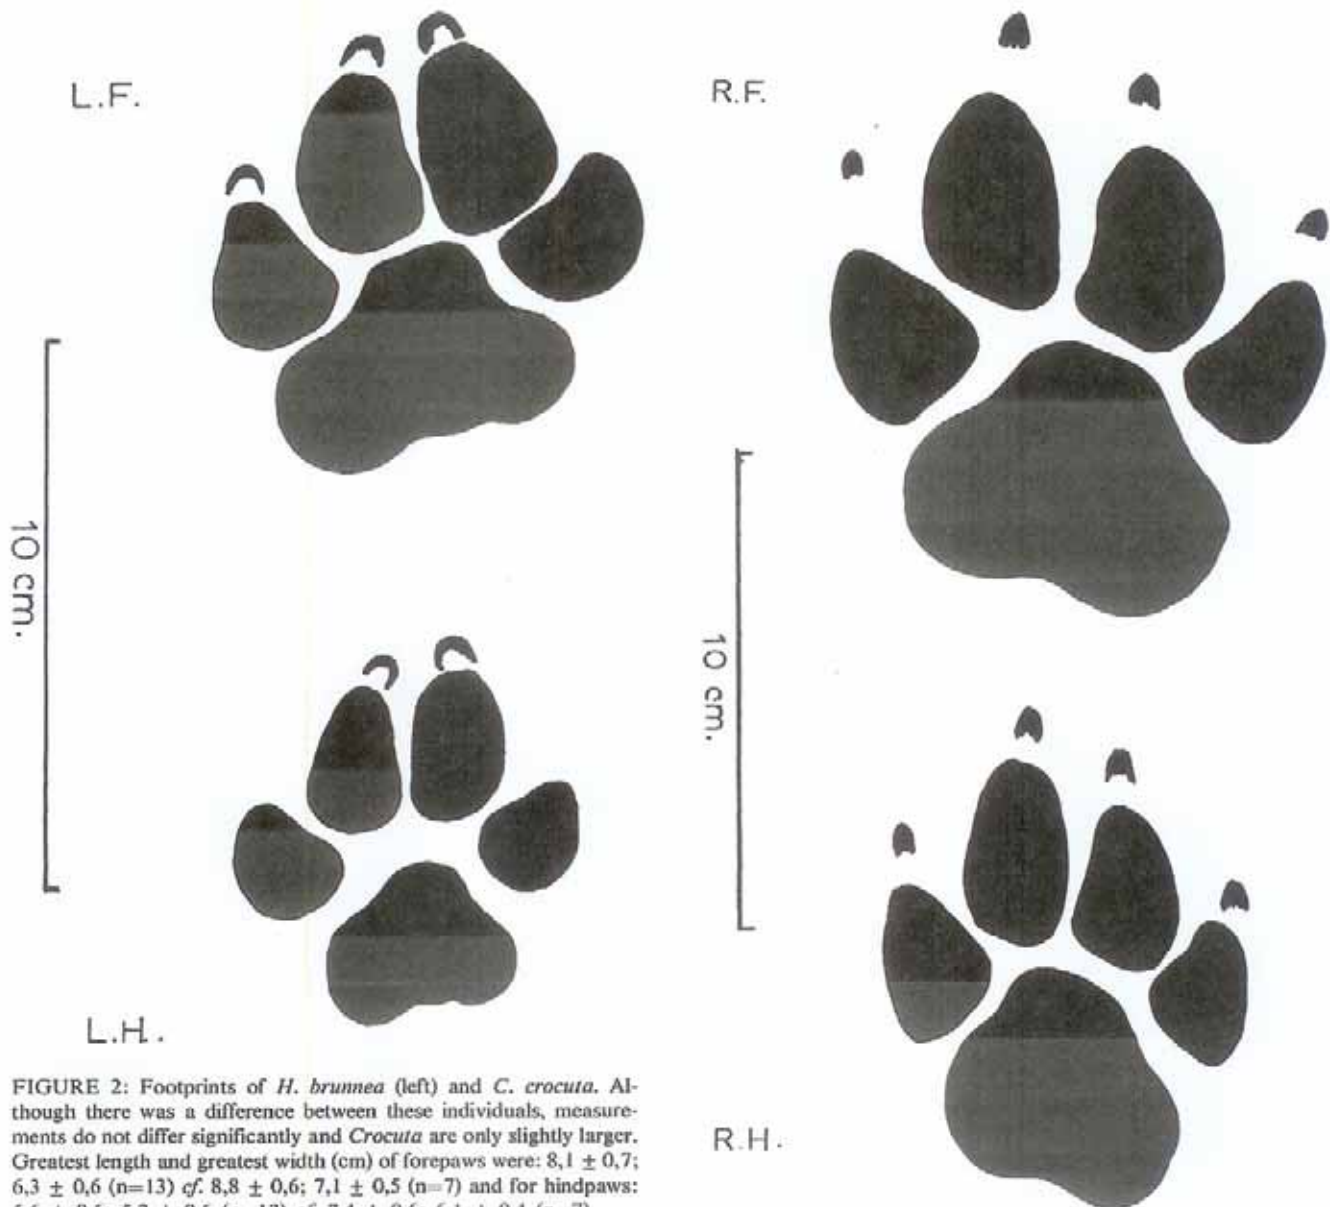 L.F.
R.F.
10 cm.
10 cm.
L.H.
R.H.
FIGURE 2: Footprints of H. brunnea (left) and C. crocuta. Al-
though there was a difference between these individuals, measure-
ments do not differ significantly and Crocuta are only slightly larger.
Greatest length and greatest width (cm) of forepaws were: 8,1 ± 0,7;
6,3 ± 0,6 (n=13) cf. 8,8 ± 0,6; 7,1 ± 0,5 (n=7) and for hindpaws: